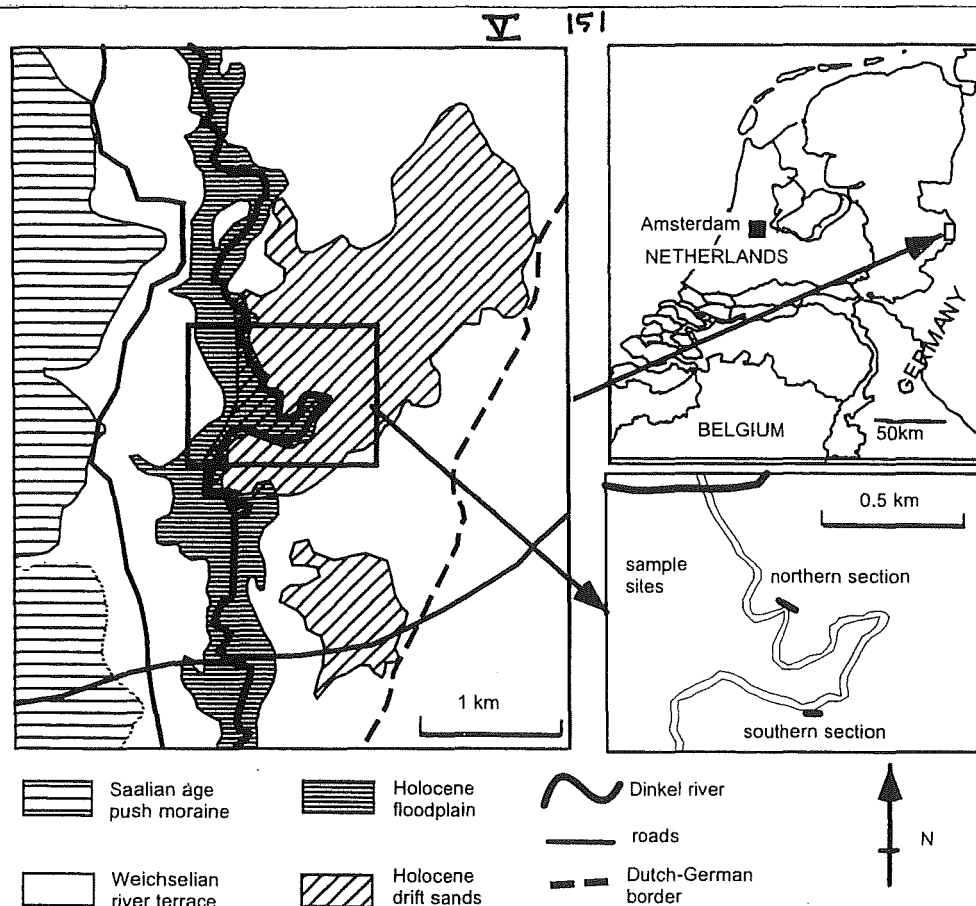 V 151
Amsterdam
NETHERLANDS
GERMANY
BELGIUM
50km
0.5 km
sample
sites
northern section
southern section
1 km
Saalian áge
push moraine
Holocene
floodplain
Dinkel river
roads
N
Weichselian
river terrace
Holocene
drift sands
Dutch-German
border